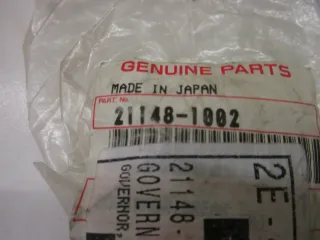 GENUINE PARTS
MADE IN JAPAN
PART No.
21148-1002
2E-
21148-
GOVERN
GOVERNOR,